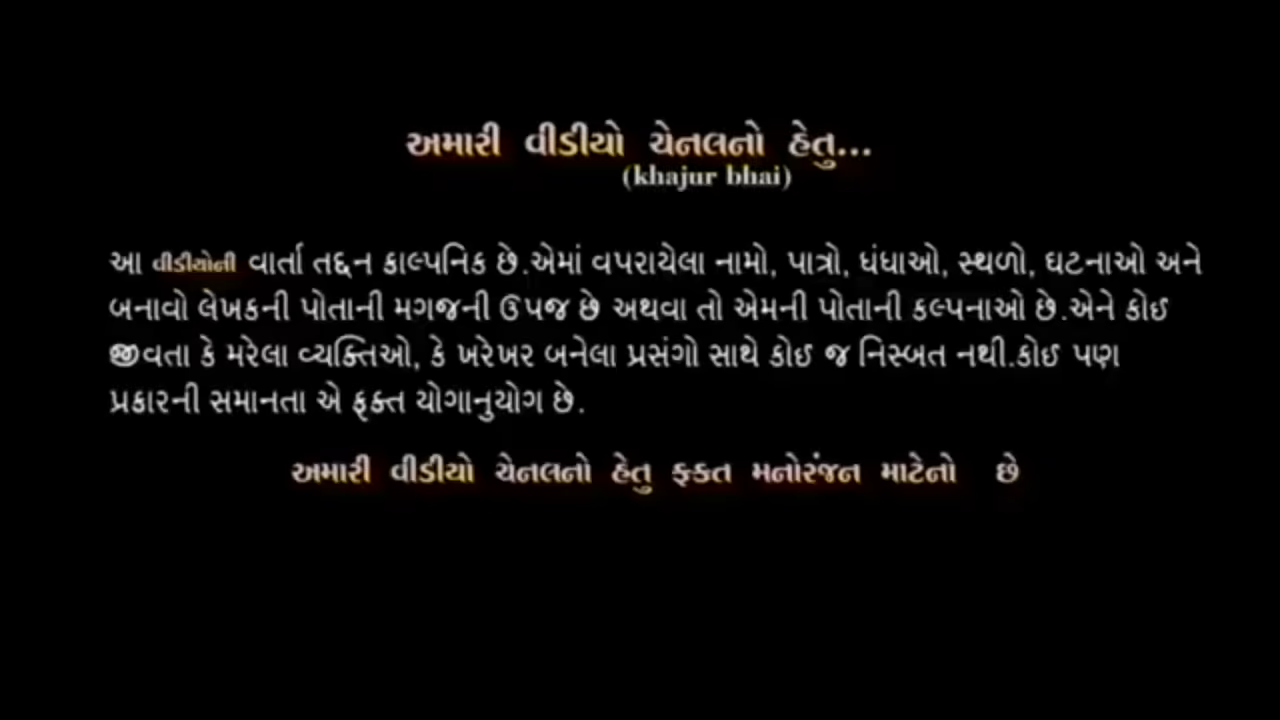 અમારી વીડીયો ચેનલનો હેતુ...
(khajur bhai)
આ વીડીયોની વાર્તા તદ્દન કાલ્પનિક છે.એમાં વપરાયેલા નામો, પાત્રો, ધંધાઓ, સ્થળો, ઘટનાઓ અને
બનાવો લેખકની પોતાની મગજની ઉપજ છે અથવા તો એમની પોતાની કલ્પનાઓ છે.એને કોઈ
જીવતા કે મરેલા વ્યક્તિઓ, કે ખરેખર બનેલા પ્રસંગો સાથે કોઈ જ નિસ્બત નથી.કોઈ પણ
પ્રકારની સમાનતા એ ફક્ત યોગાનુયોગ છે.
અમારી વીડીયો ચેનલનો હેતુ ફકત મનોરંજન માટેનો છે